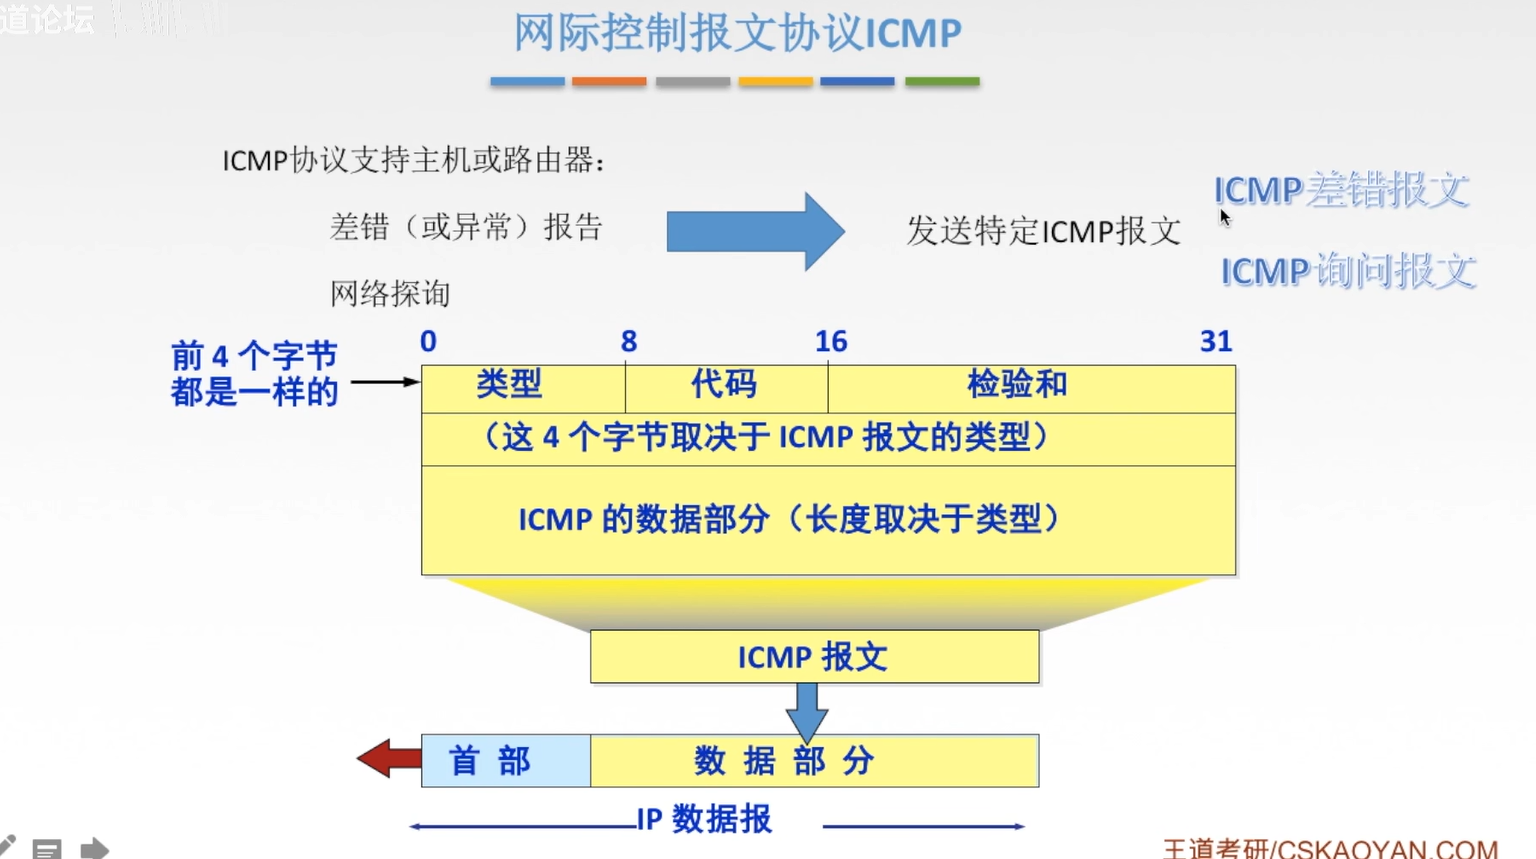 道论坛
网际控制报文协议ICMP
ICMP协议支持主机或路由器：
差错（或异常）报告
网络探询
发送特定ICMP报文
ICMP差错报文
ICMP询问报文
前 4 个字节
都是一样的
0 8 16 31
类型 代码 检验和
（这 4 个字节取决于 ICMP 报文的类型）
ICMP 的数据部分（长度取决于类型）
ICMP 报文
首 部 数 据 部 分
IP 数据报
王道考研/CSKAOYAN.COM